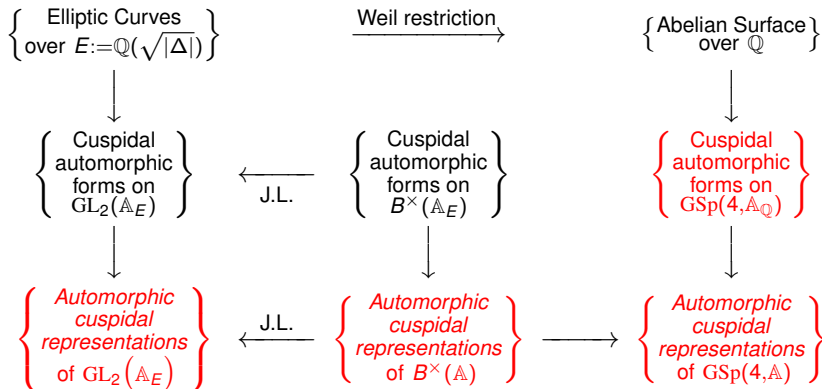 Elliptic Curves
over E:=ℚ(√|Δ|)
Weil restriction
Abelian Surface
over ℚ
Cuspidal
automorphic
forms on
GL₂(𝔸_E)
J.L.
Cuspidal
automorphic
forms on
B^×(𝔸_E)
Cuspidal
automorphic
forms on
GSp(4,𝔸_ℚ)
Automorphic
cuspidal
representations
of GL₂(𝔸_E)
J.L.
Automorphic
cuspidal
representations
of B^×(𝔸)
Automorphic
cuspidal
representations
of GSp(4,𝔸)